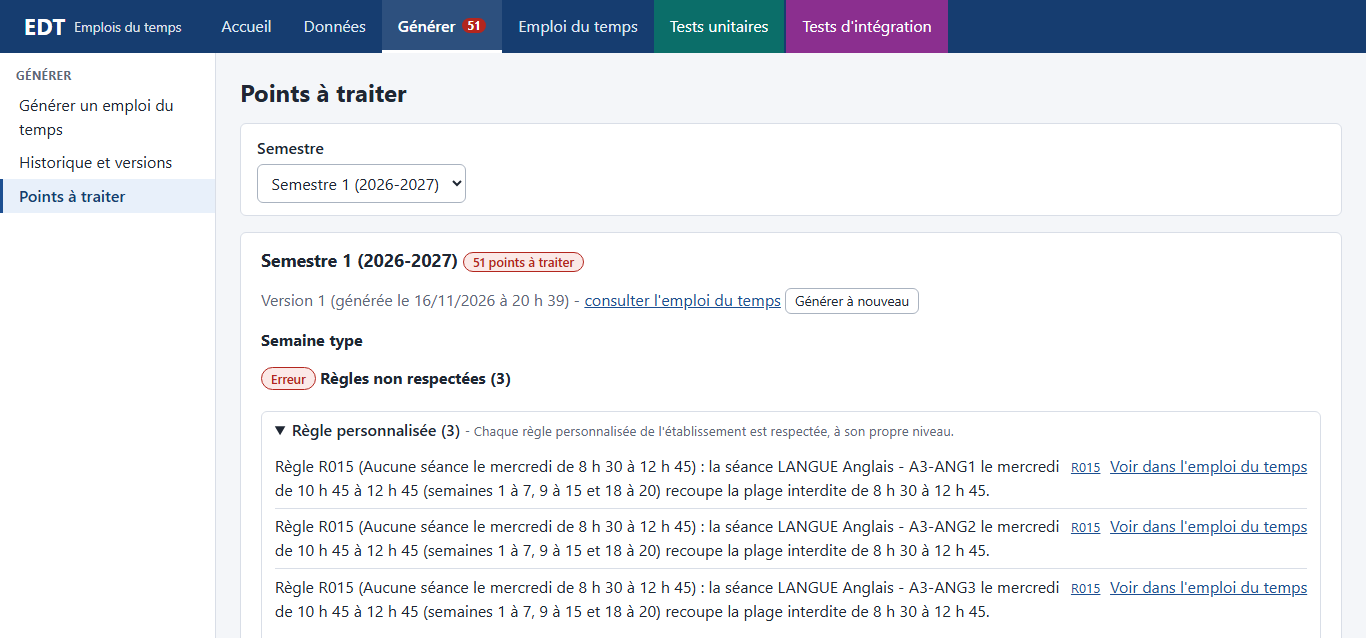 EDT Emplois du temps Accueil Données Générer 51 Emploi du temps Tests unitaires Tests d'intégration
GÉNÉRER
Générer un emploi du
temps
Historique et versions
Points à traiter
Points à traiter
Semestre
Semestre 1 (2026-2027)
Semestre 1 (2026-2027) 51 points à traiter
Version 1 (générée le 16/11/2026 à 20 h 39) - consulter l'emploi du temps Générer à nouveau
Semaine type
Erreur Règles non respectées (3)
▼ Règle personnalisée (3) - Chaque règle personnalisée de l'établissement est respectée, à son propre niveau.
Règle R015 (Aucune séance le mercredi de 8 h 30 à 12 h 45) : la séance LANGUE Anglais - A3-ANG1 le mercredi R015 Voir dans l'emploi du temps
de 10 h 45 à 12 h 45 (semaines 1 à 7, 9 à 15 et 18 à 20) recoupe la plage interdite de 8 h 30 à 12 h 45.
Règle R015 (Aucune séance le mercredi de 8 h 30 à 12 h 45) : la séance LANGUE Anglais - A3-ANG2 le mercredi R015 Voir dans l'emploi du temps
de 10 h 45 à 12 h 45 (semaines 1 à 7, 9 à 15 et 18 à 20) recoupe la plage interdite de 8 h 30 à 12 h 45.
Règle R015 (Aucune séance le mercredi de 8 h 30 à 12 h 45) : la séance LANGUE Anglais - A3-ANG3 le mercredi R015 Voir dans l'emploi du temps
de 10 h 45 à 12 h 45 (semaines 1 à 7, 9 à 15 et 18 à 20) recoupe la plage interdite de 8 h 30 à 12 h 45.